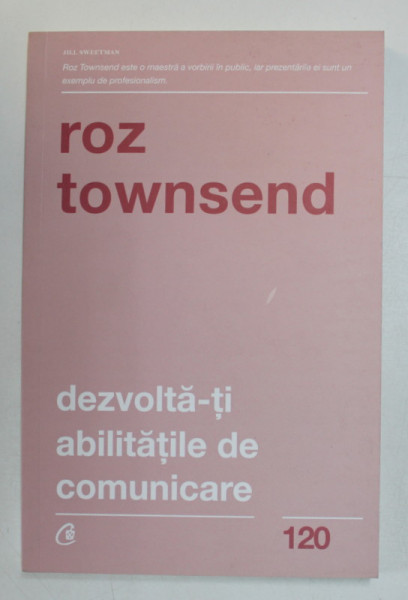 JILL SWEETMAN
Roz Townsend este o maestră a vorbirii în public, iar prezentările ei sunt un
exemplu de profesionalism.
roz
townsend
dezvoltă-ți
abilitățile de
comunicare
120